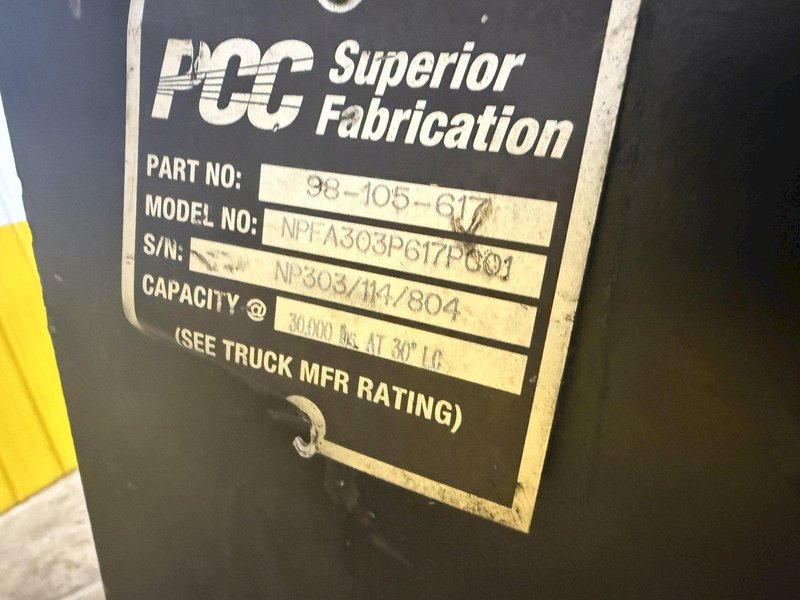 PCC Superior
Fabrication
PART NO: 98-105-617
MODEL NO: NPFA303P617P001
S/N: NP303/114/804
CAPACITY @ 30,000 lbs. AT 30" LC
(SEE TRUCK MFR RATING)